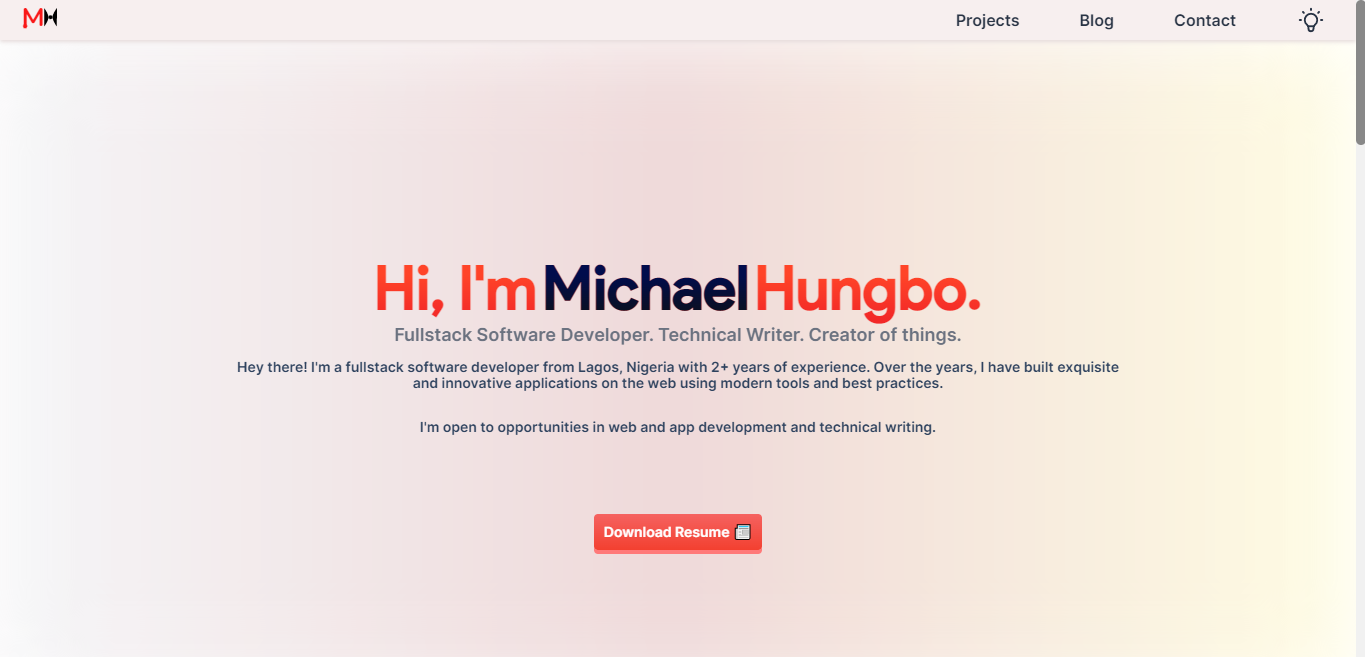 MH
Projects
Blog
Contact
Hi, I'm Michael Hungbo.
Fullstack Software Developer. Technical Writer. Creator of things.
Hey there! I'm a fullstack software developer from Lagos, Nigeria with 2+ years of experience. Over the years, I have built exquisite
and innovative applications on the web using modern tools and best practices.
I'm open to opportunities in web and app development and technical writing.
Download Resume